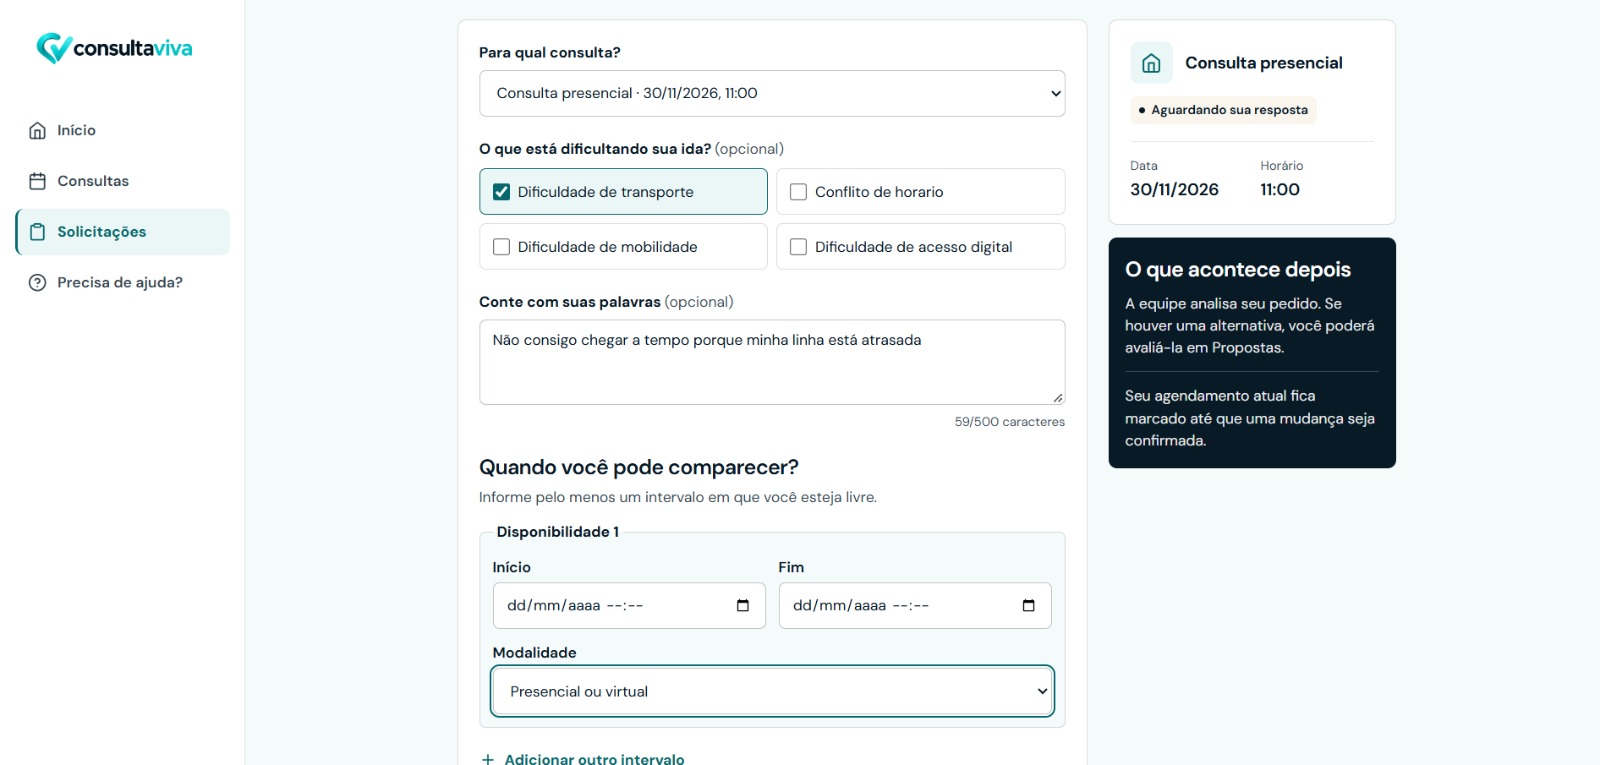 consultaviva
Início
Consultas
Solicitações
Precisa de ajuda?
Para qual consulta?
Consulta presencial · 30/11/2026, 11:00
O que está dificultando sua ida? (opcional)
Dificuldade de transporte
Conflito de horario
Dificuldade de mobilidade
Dificuldade de acesso digital
Conte com suas palavras (opcional)
Não consigo chegar a tempo porque minha linha está atrasada
59/500 caracteres
Quando você pode comparecer?
Informe pelo menos um intervalo em que você esteja livre.
Disponibilidade 1
Início
Fim
dd/mm/aaaa --:--
dd/mm/aaaa --:--
Modalidade
Presencial ou virtual
+ Adicionar outro intervalo
Consulta presencial
• Aguardando sua resposta
Data
Horário
30/11/2026
11:00
O que acontece depois
A equipe analisa seu pedido. Se
houver uma alternativa, você poderá
avaliá-la em Propostas.
Seu agendamento atual fica
marcado até que uma mudança seja
confirmada.